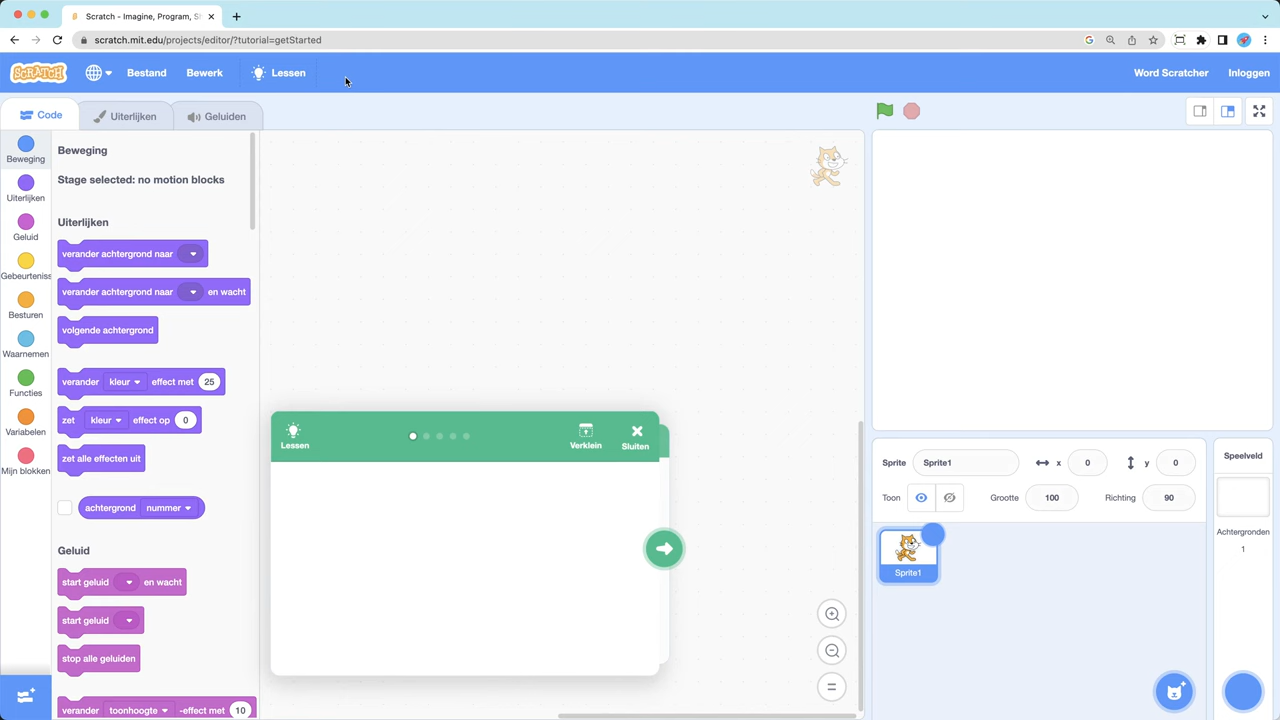 Scratch - Imagine, Program, S
scratch.mit.edu/projects/editor/?tutorial=getStarted
SCRATCH Bestand Bewerk Lessen Word Scratcher Inloggen
Code Uiterlijken Geluiden
Beweging
Uiterlijken
Geluid
Gebeurteniss
Besturen
Waarnemen
Functies
Variabelen
Mijn blokken
Beweging
Stage selected: no motion blocks
Uiterlijken
verander achtergrond naar
verander achtergrond naar en wacht
volgende achtergrond
verander kleur effect met 25
zet kleur effect op 0
zet alle effecten uit
achtergrond nummer
Geluid
start geluid en wacht
start geluid
stop alle geluiden
verander toonhoogte -effect met 10
Lessen Verklein Sluiten
Sprite Sprite1 x 0 y 0
Toon Grootte 100 Richting 90
Sprite1
Speelveld
Achtergronden
1